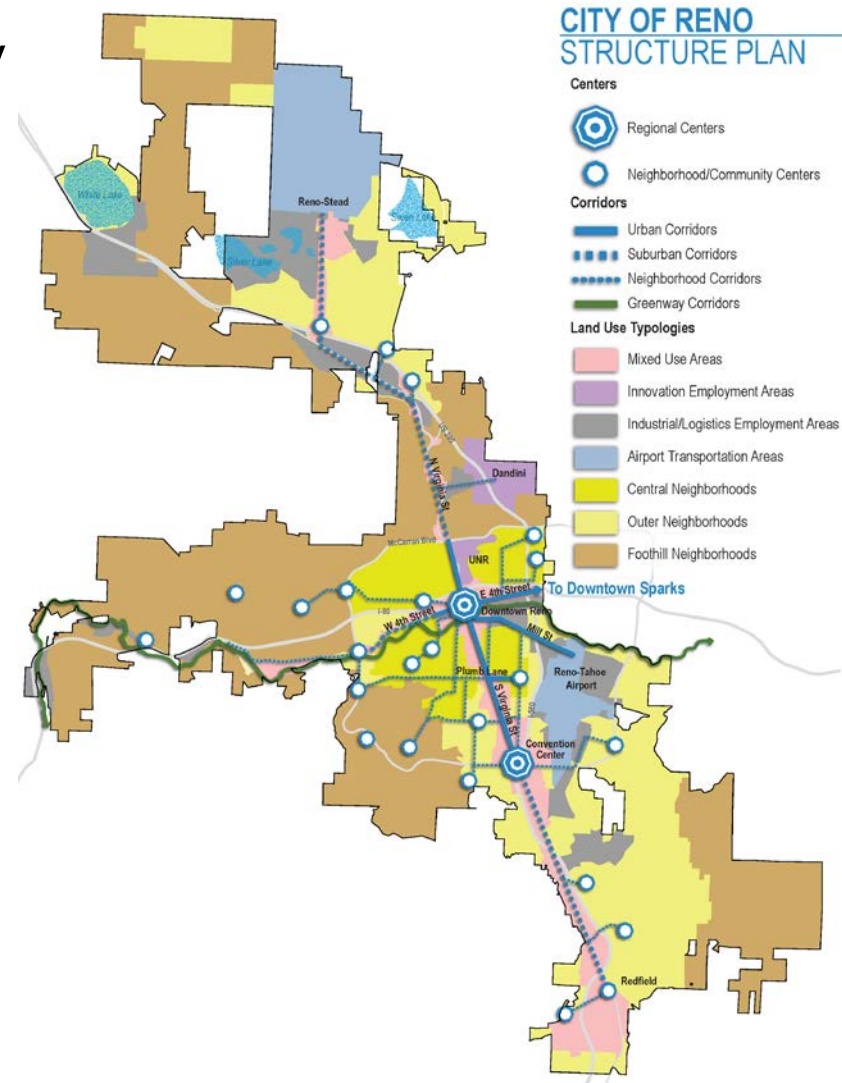 y
CITY OF RENO
STRUCTURE PLAN
Centers
Regional Centers
Neighborhood/Community Centers
Corridors
Urban Corridors
Suburban Corridors
Neighborhood Corridors
Greenway Corridors
Land Use Typologies
Mixed Use Areas
Innovation Employment Areas
Industrial/Logistics Employment Areas
Airport Transportation Areas
Central Neighborhoods
Outer Neighborhoods
Foothill Neighborhoods
White Lake
Reno-Stead
Swan Lake
Silver Lake
US 395
N Virginia St
Dandini
McCarran Blvd
UNR
I-80
E 4th Street
To Downtown Sparks
W 4th Street
Downtown Reno
Mill St.
Plumb Lane
Reno-Tahoe
Airport
S Virginia St
Convention
Center
Redfield